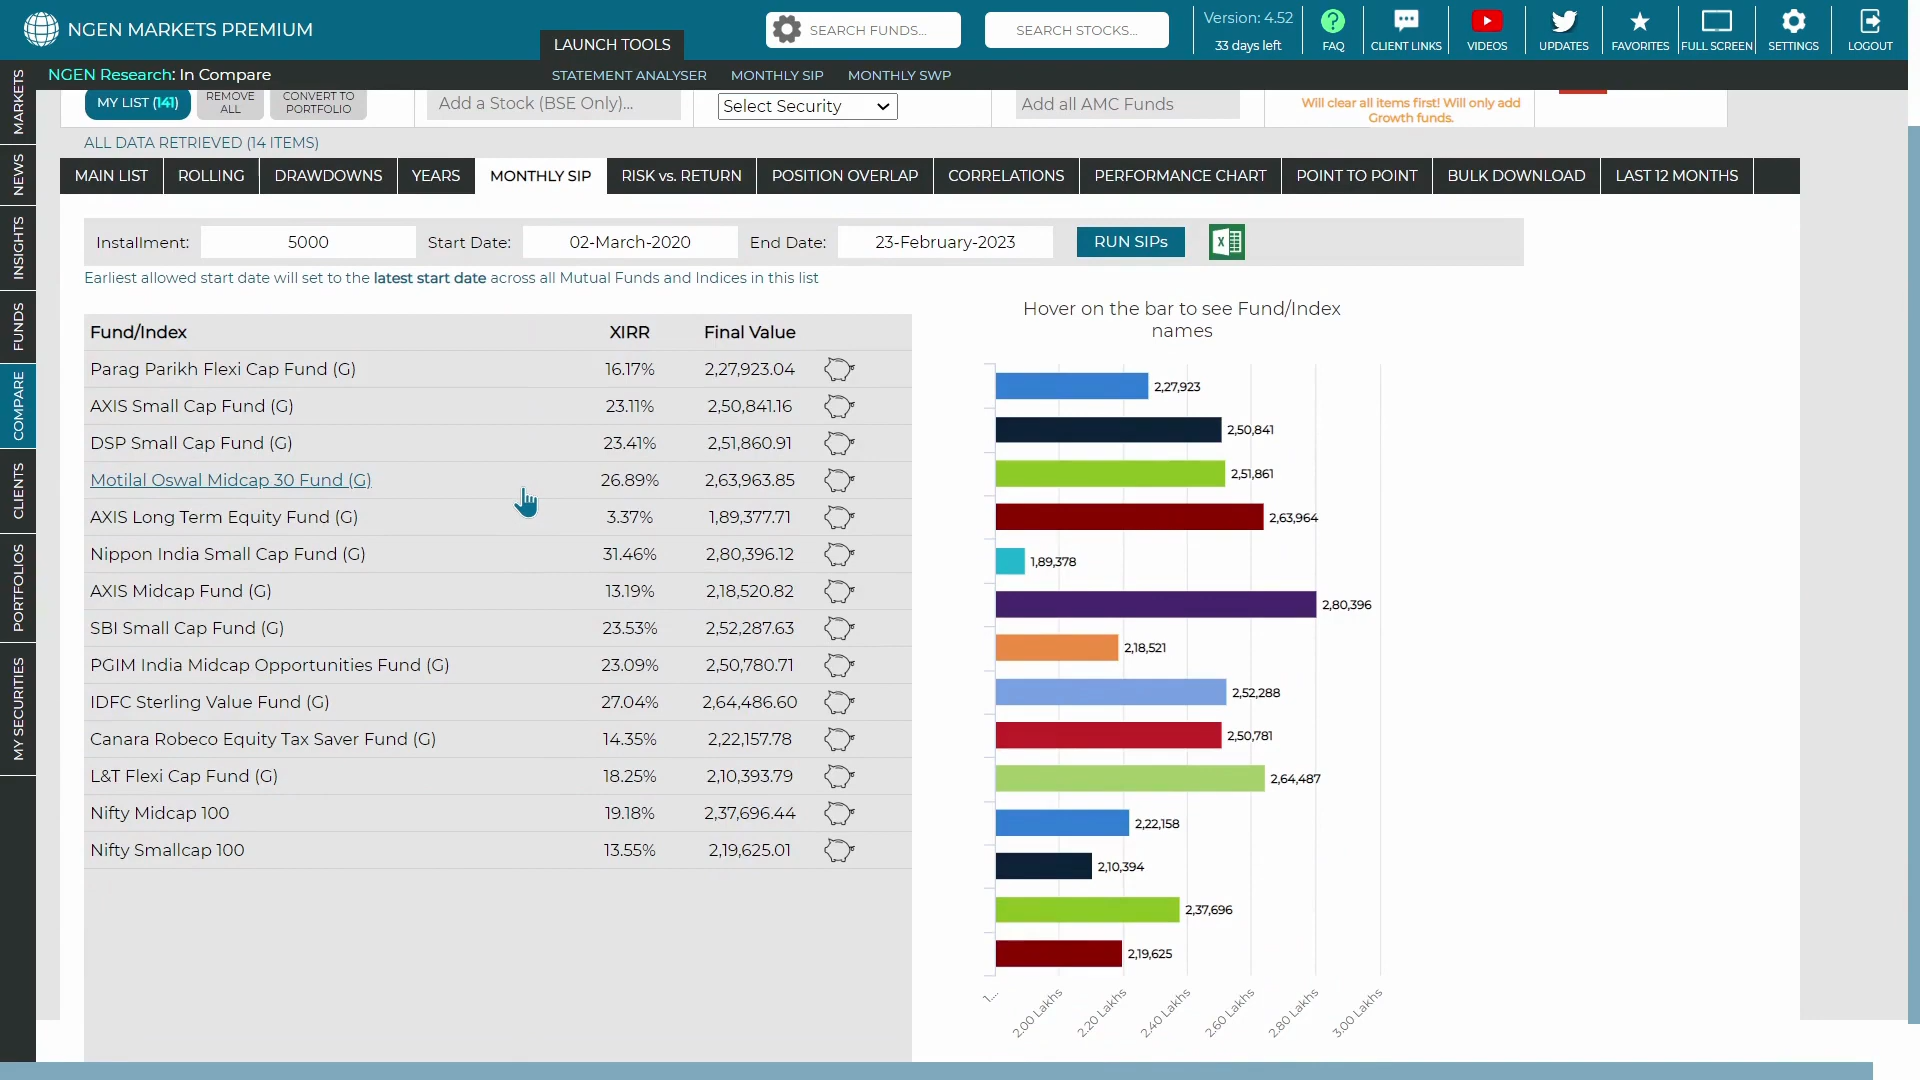 NGEN MARKETS PREMIUM
LAUNCH TOOLS
SEARCH FUNDS...
SEARCH STOCKS...
Version: 4.52
33 days left
FAQ
CLIENT LINKS
VIDEOS
UPDATES
FAVORITES
FULL SCREEN
SETTINGS
LOGOUT
NGEN Research: In Compare
STATEMENT ANALYSER
MONTHLY SIP
MONTHLY SWP
MARKETS
NEWS
INSIGHTS
FUNDS
COMPARE
CLIENTS
PORTFOLIOS
MY SECURITIES
MY LIST (141)
REMOVE ALL
CONVERT TO PORTFOLIO
Add a Stock (BSE Only)...
Select Security
Add all AMC Funds
Will clear all items first! Will only add
Growth funds.
ALL DATA RETRIEVED (14 ITEMS)
MAIN LIST
ROLLING
DRAWDOWNS
YEARS
MONTHLY SIP
RISK vs. RETURN
POSITION OVERLAP
CORRELATIONS
PERFORMANCE CHART
POINT TO POINT
BULK DOWNLOAD
LAST 12 MONTHS
Installment: 5000 Start Date: 02-March-2020 End Date: 23-February-2023 RUN SIPs
Earliest allowed start date will set to the latest start date across all Mutual Funds and Indices in this list
Fund/Index XIRR Final Value
Parag Parikh Flexi Cap Fund (G) 16.17% 2,27,923.04
AXIS Small Cap Fund (G) 23.11% 2,50,841.16
DSP Small Cap Fund (G) 23.41% 2,51,860.91
Motilal Oswal Midcap 30 Fund (G) 26.89% 2,63,963.85
AXIS Long Term Equity Fund (G) 3.37% 1,89,377.71
Nippon India Small Cap Fund (G) 31.46% 2,80,396.12
AXIS Midcap Fund (G) 13.19% 2,18,520.82
SBI Small Cap Fund (G) 23.53% 2,52,287.63
PGIM India Midcap Opportunities Fund (G) 23.09% 2,50,780.71
IDFC Sterling Value Fund (G) 27.04% 2,64,486.60
Canara Robeco Equity Tax Saver Fund (G) 14.35% 2,22,157.78
L&T Flexi Cap Fund (G) 18.25% 2,10,393.79
Nifty Midcap 100 19.18% 2,37,696.44
Nifty Smallcap 100 13.55% 2,19,625.01
Hover on the bar to see Fund/Index
names
2,27,923
2,50,841
2,51,861
2,63,964
1,89,378
2,80,396
2,18,521
2,52,288
2,50,781
2,64,487
2,22,158
2,10,394
2,37,696
2,19,625
1...
2.00 Lakhs
2.20 Lakhs
2.40 Lakhs
2.60 Lakhs
2.80 Lakhs
3.00 Lakhs